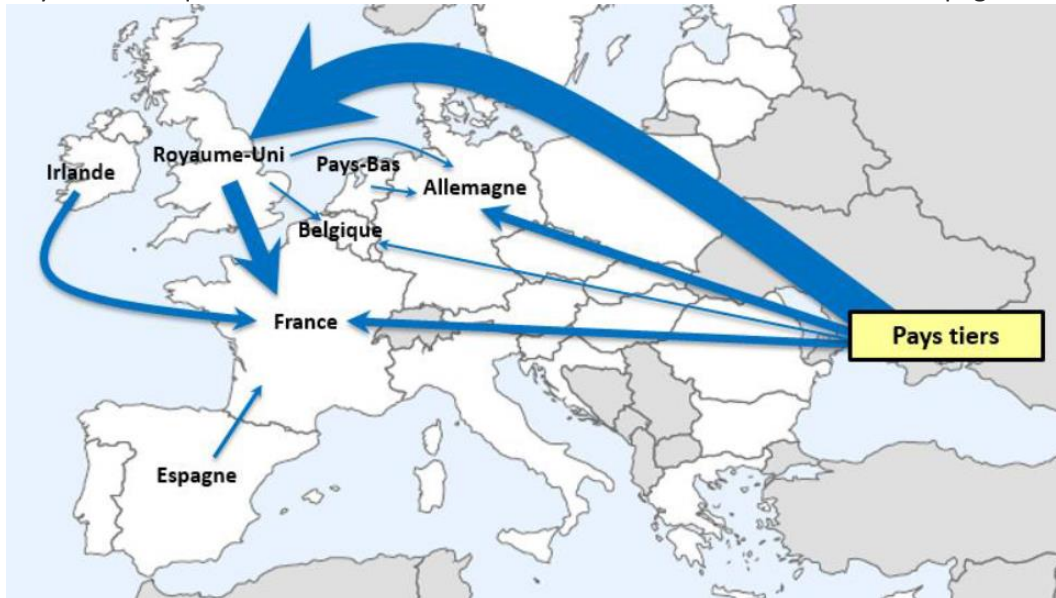 Royaume-Uni
Irlande
Pays-Bas
Allemagne
Belgique
France
Pays tiers
Espagne